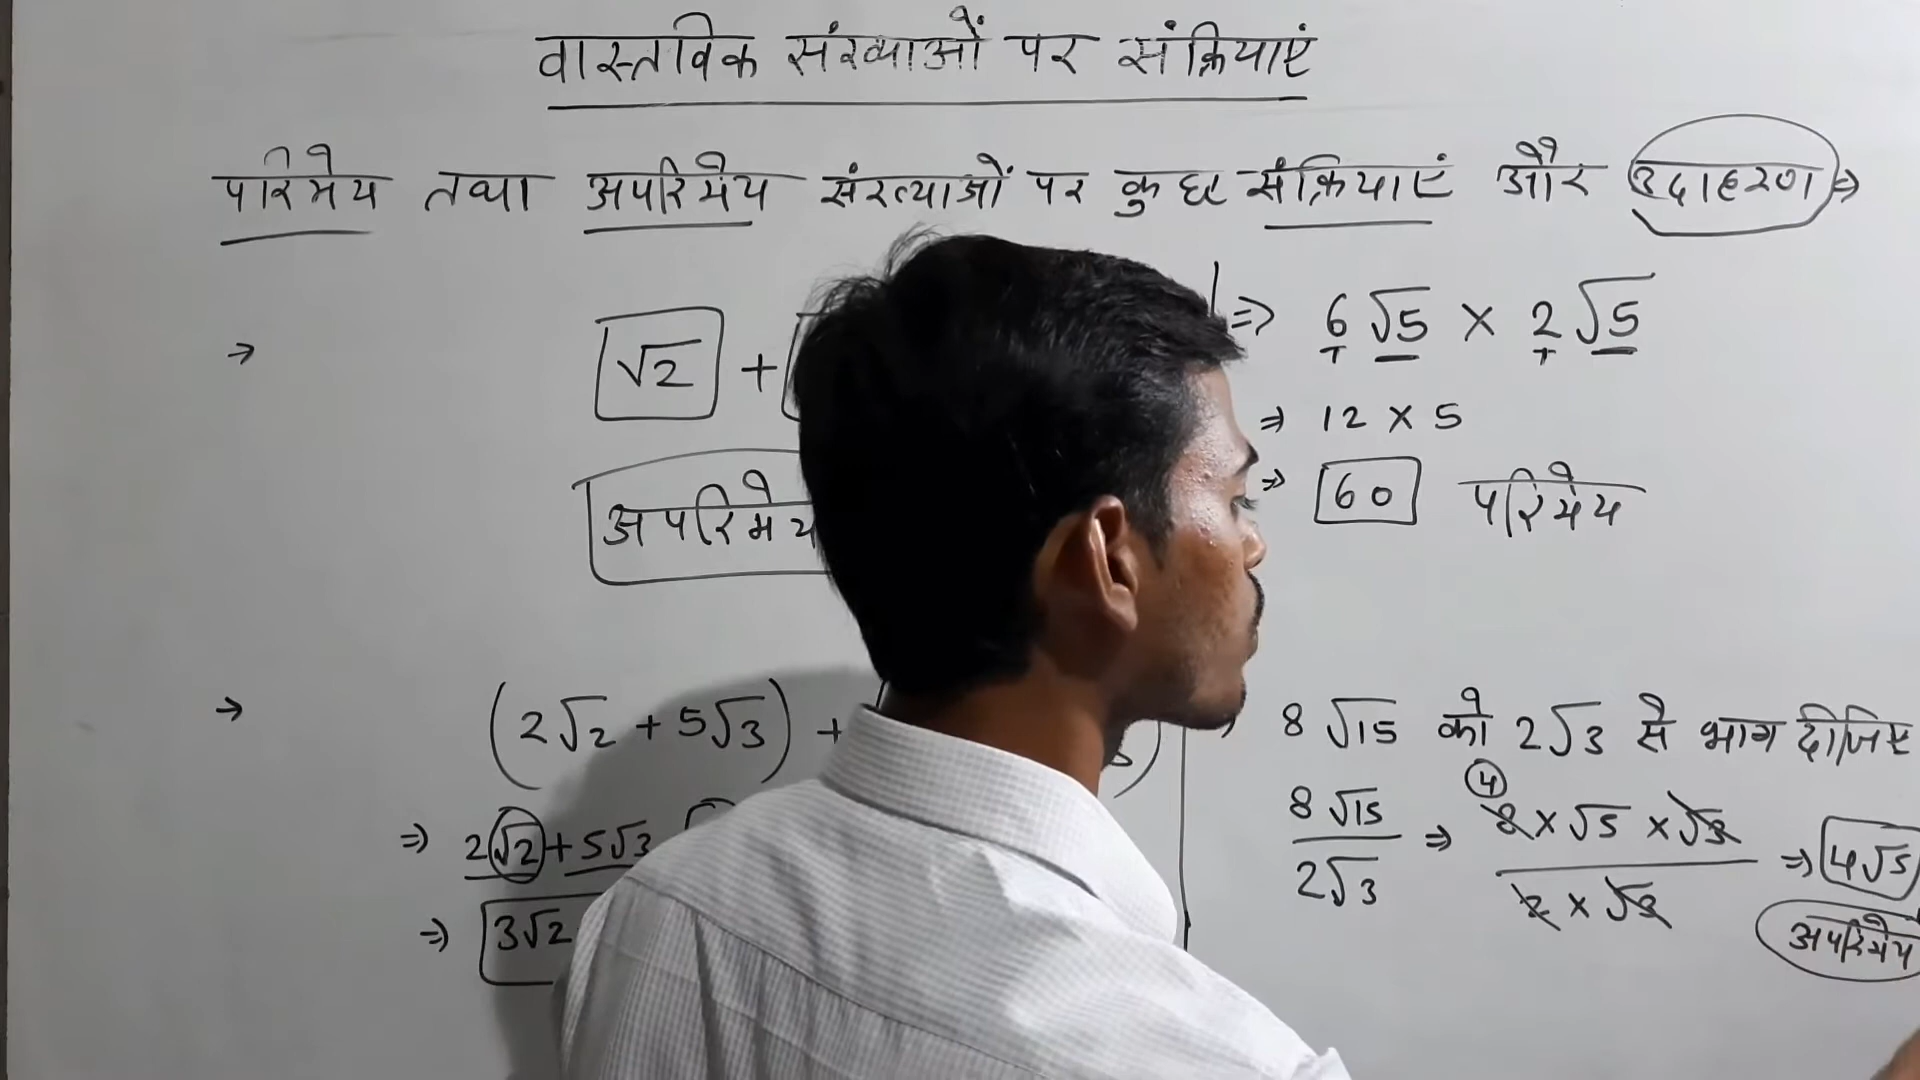 वास्तविक संख्याओं पर संक्रियाएं
परिमेय तथा अपरिमेय संख्याओं पर कुछ संक्रियाएं और उदाहरण ⇒
→ √2 +
अपरिमेय
→ (2√2 + 5√3) +
⇒ 2√2 + 5√3
⇒ 3√2
⇒ 6√5 × 2√5
⇒ 12 × 5
⇒ 60 परिमेय
8√15 को 2√3 से भाग दीजिए
4
8√15 / 2√3 ⇒ 8 × √5 × √3 / 2 × √3 ⇒ 4√5
अपरिमेय